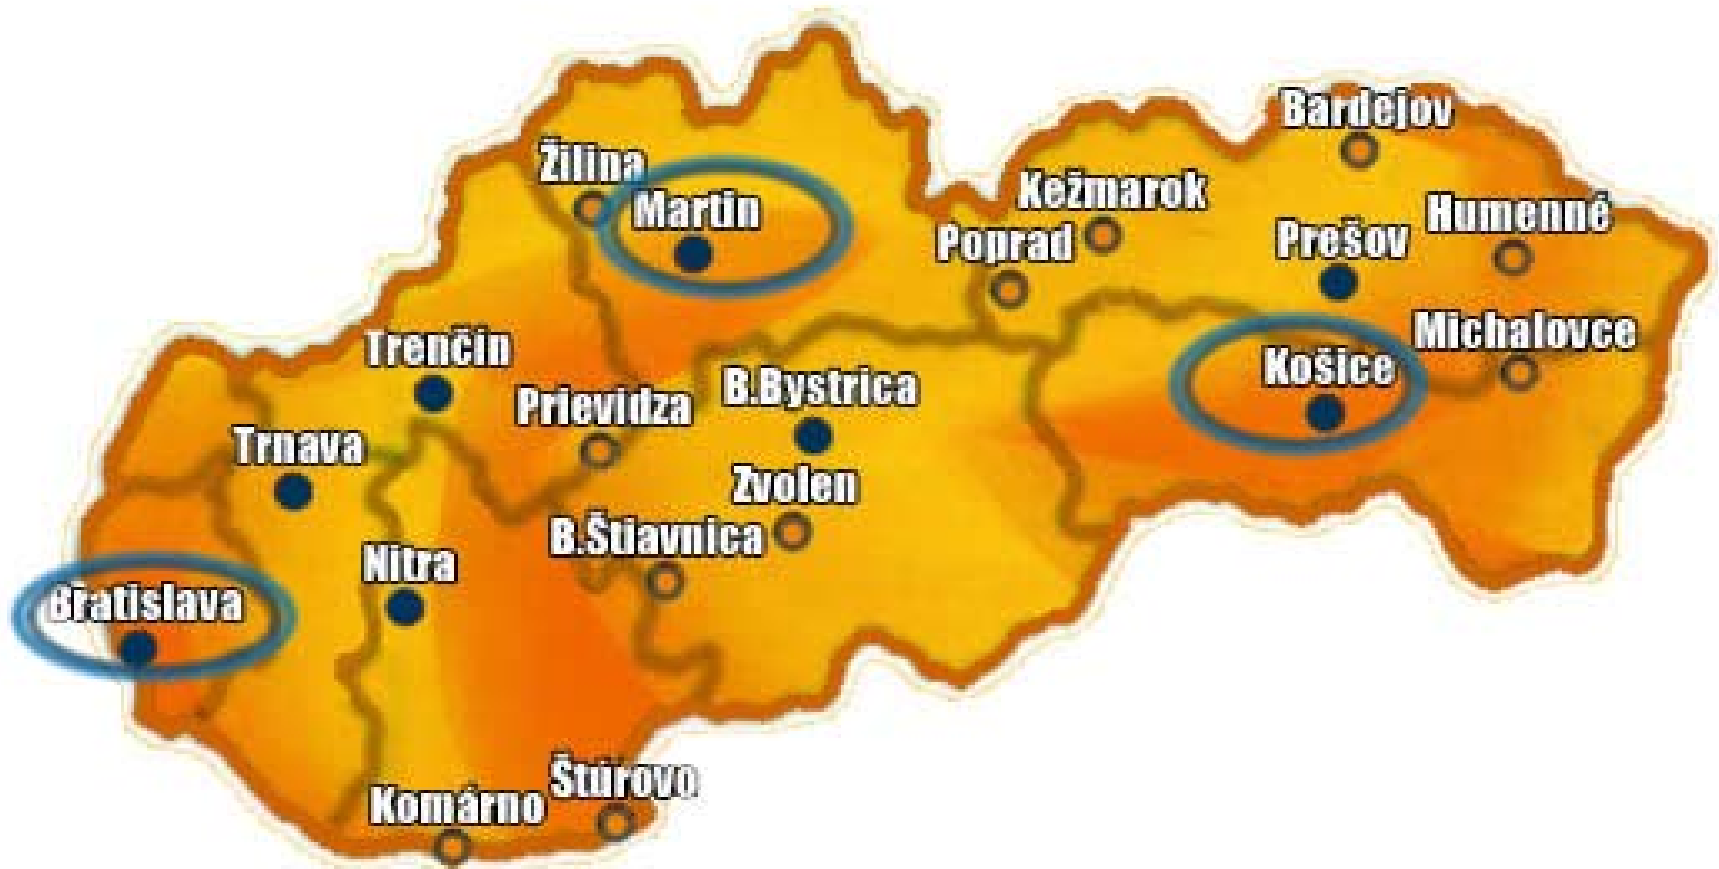 Bardejov
Žilina
Kežmarok
Martin
Humenné
Poprad
Prešov
Michalovce
Trenčín
Košice
B.Bystrica
Prievidza
Trnava
Zvolen
B.Štiavnica
Nitra
Bratislava
Štúrovo
Komárno